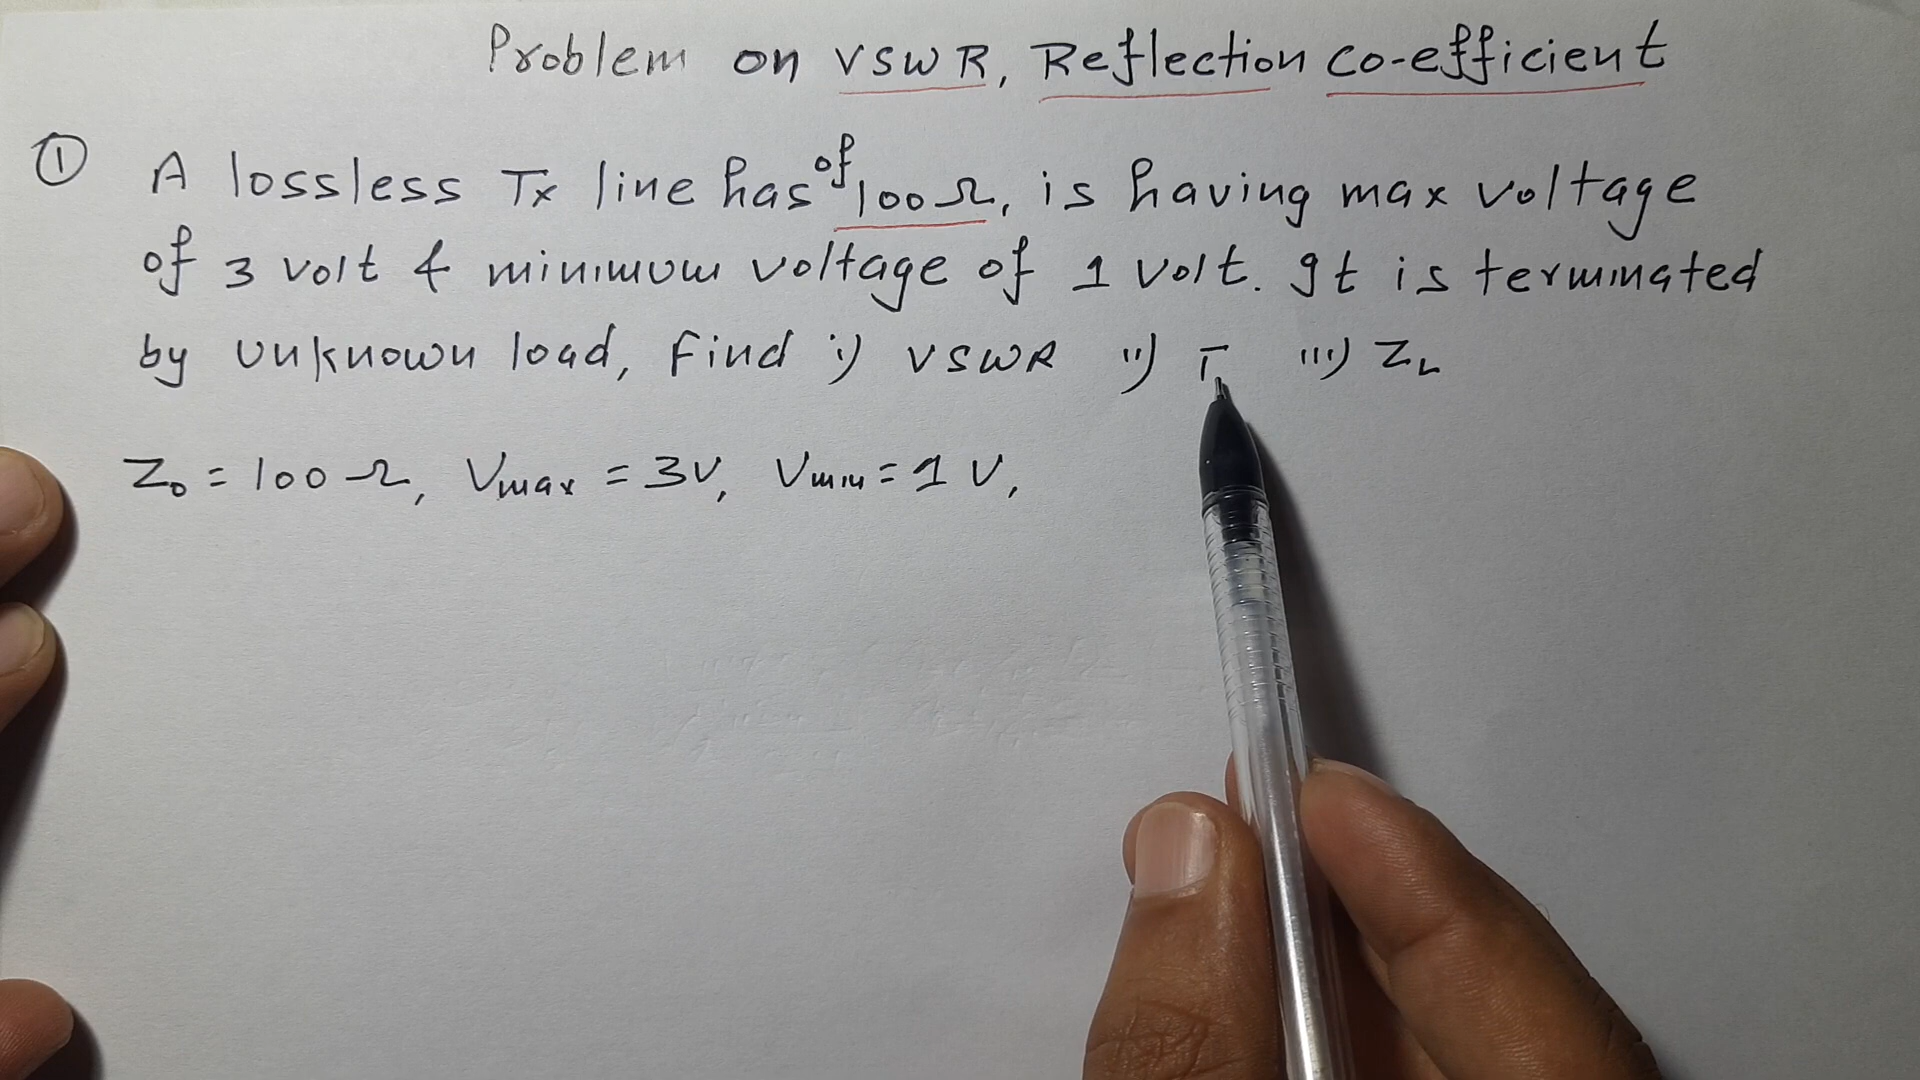 Problem on VSWR, Reflection co-efficient
① A lossless Tx line has of 100 Ω, is having max voltage
of 3 volt & minimum voltage of 1 volt. It is terminated
by unknown load, Find i) VSWR ii) Γ iii) ZL
Z0 = 100 Ω, Vmax = 3V, Vmin = 1 V,